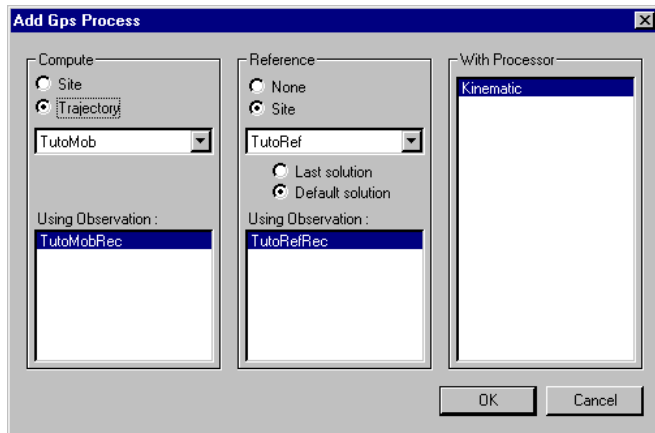 Add Gps Process
Compute
Site
Trajectory
TutoMob
Using Observation :
TutoMobRec
Reference
None
Site
TutoRef
Last solution
Default solution
Using Observation :
TutoRefRec
With Processor
Kinematic
OK
Cancel